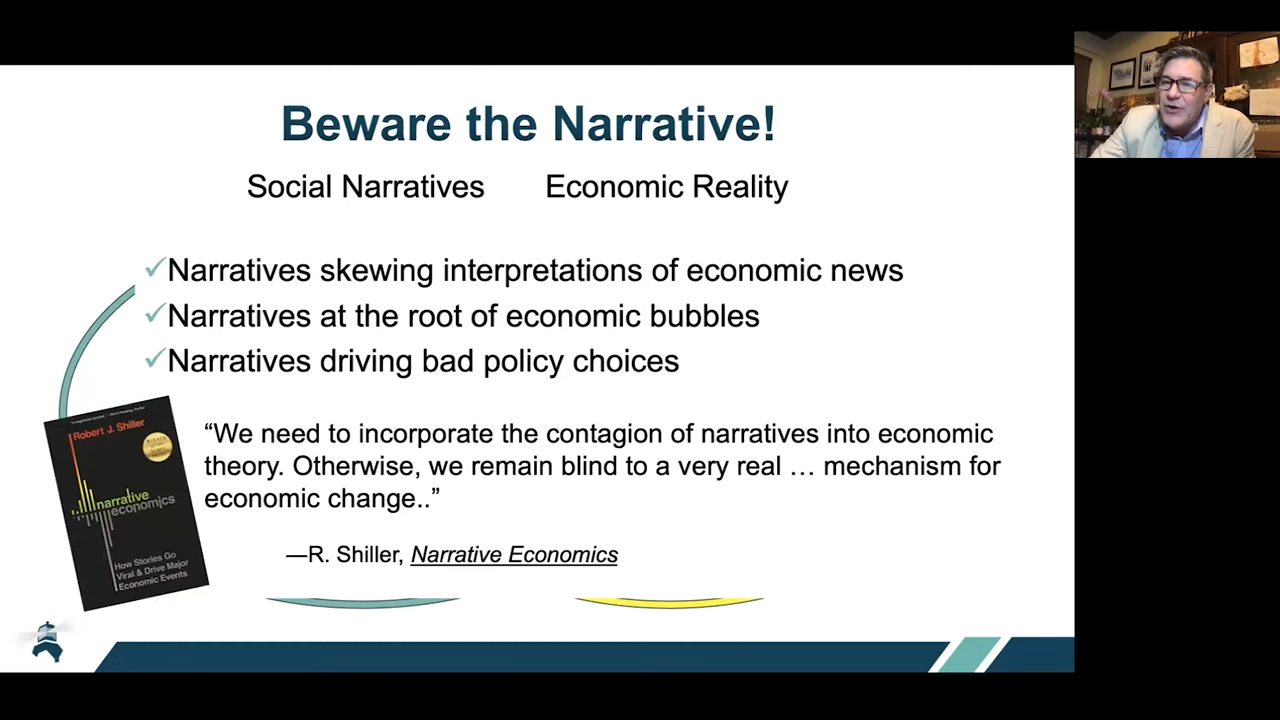 Beware the Narrative!
Social Narratives Economic Reality
✓Narratives skewing interpretations of economic news
✓Narratives at the root of economic bubbles
✓Narratives driving bad policy choices
“We need to incorporate the contagion of narratives into economic
theory. Otherwise, we remain blind to a very real … mechanism for
economic change..”
—R. Shiller, Narrative Economics
Robert J. Shiller
narrative
economics
How Stories Go
Viral & Drive Major
Economic Events